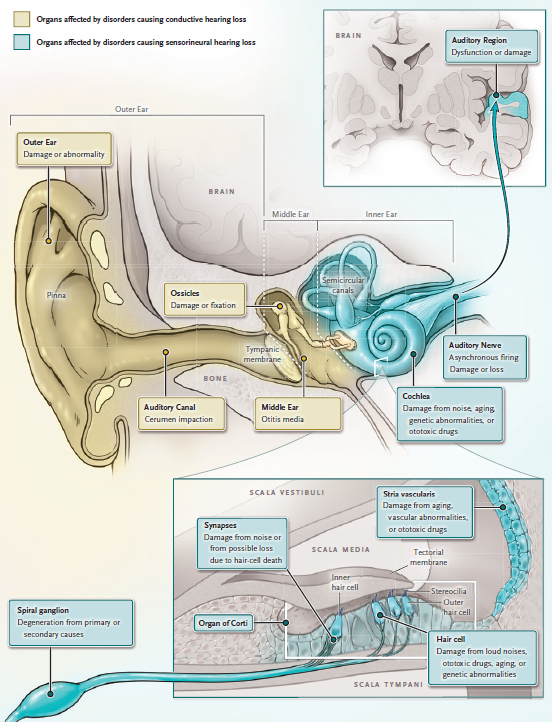 Organs affected by disorders causing conductive hearing loss
Organs affected by disorders causing sensorineural hearing loss
BRAIN
Auditory Region
Dysfunction or damage
Outer Ear
Outer Ear
Damage or abnormality
BRAIN
Middle Ear
Inner Ear
Semicircular
canals
Ossicles
Damage or fixation
Pinna
Tympanic
membrane
Auditory Nerve
Asynchronous firing
Damage or loss
BONE
Auditory Canal
Cerumen impaction
Middle Ear
Otitis media
Cochlea
Damage from noise, aging,
genetic abnormalities, or
ototoxic drugs
SCALA VESTIBULI
Stria vascularis
Damage from aging,
vascular abnormalities,
or ototoxic drugs
Synapses
Damage from noise or
from possible loss
due to hair-cell death
SCALA MEDIA
Tectorial
membrane
Inner
hair cell
Stereocilia
Outer
hair cell
Organ of Corti
Hair cell
Damage from loud noises,
ototoxic drugs, aging, or
genetic abnormalities
Spiral ganglion
Degeneration from primary or
secondary causes
SCALA TYMPANI